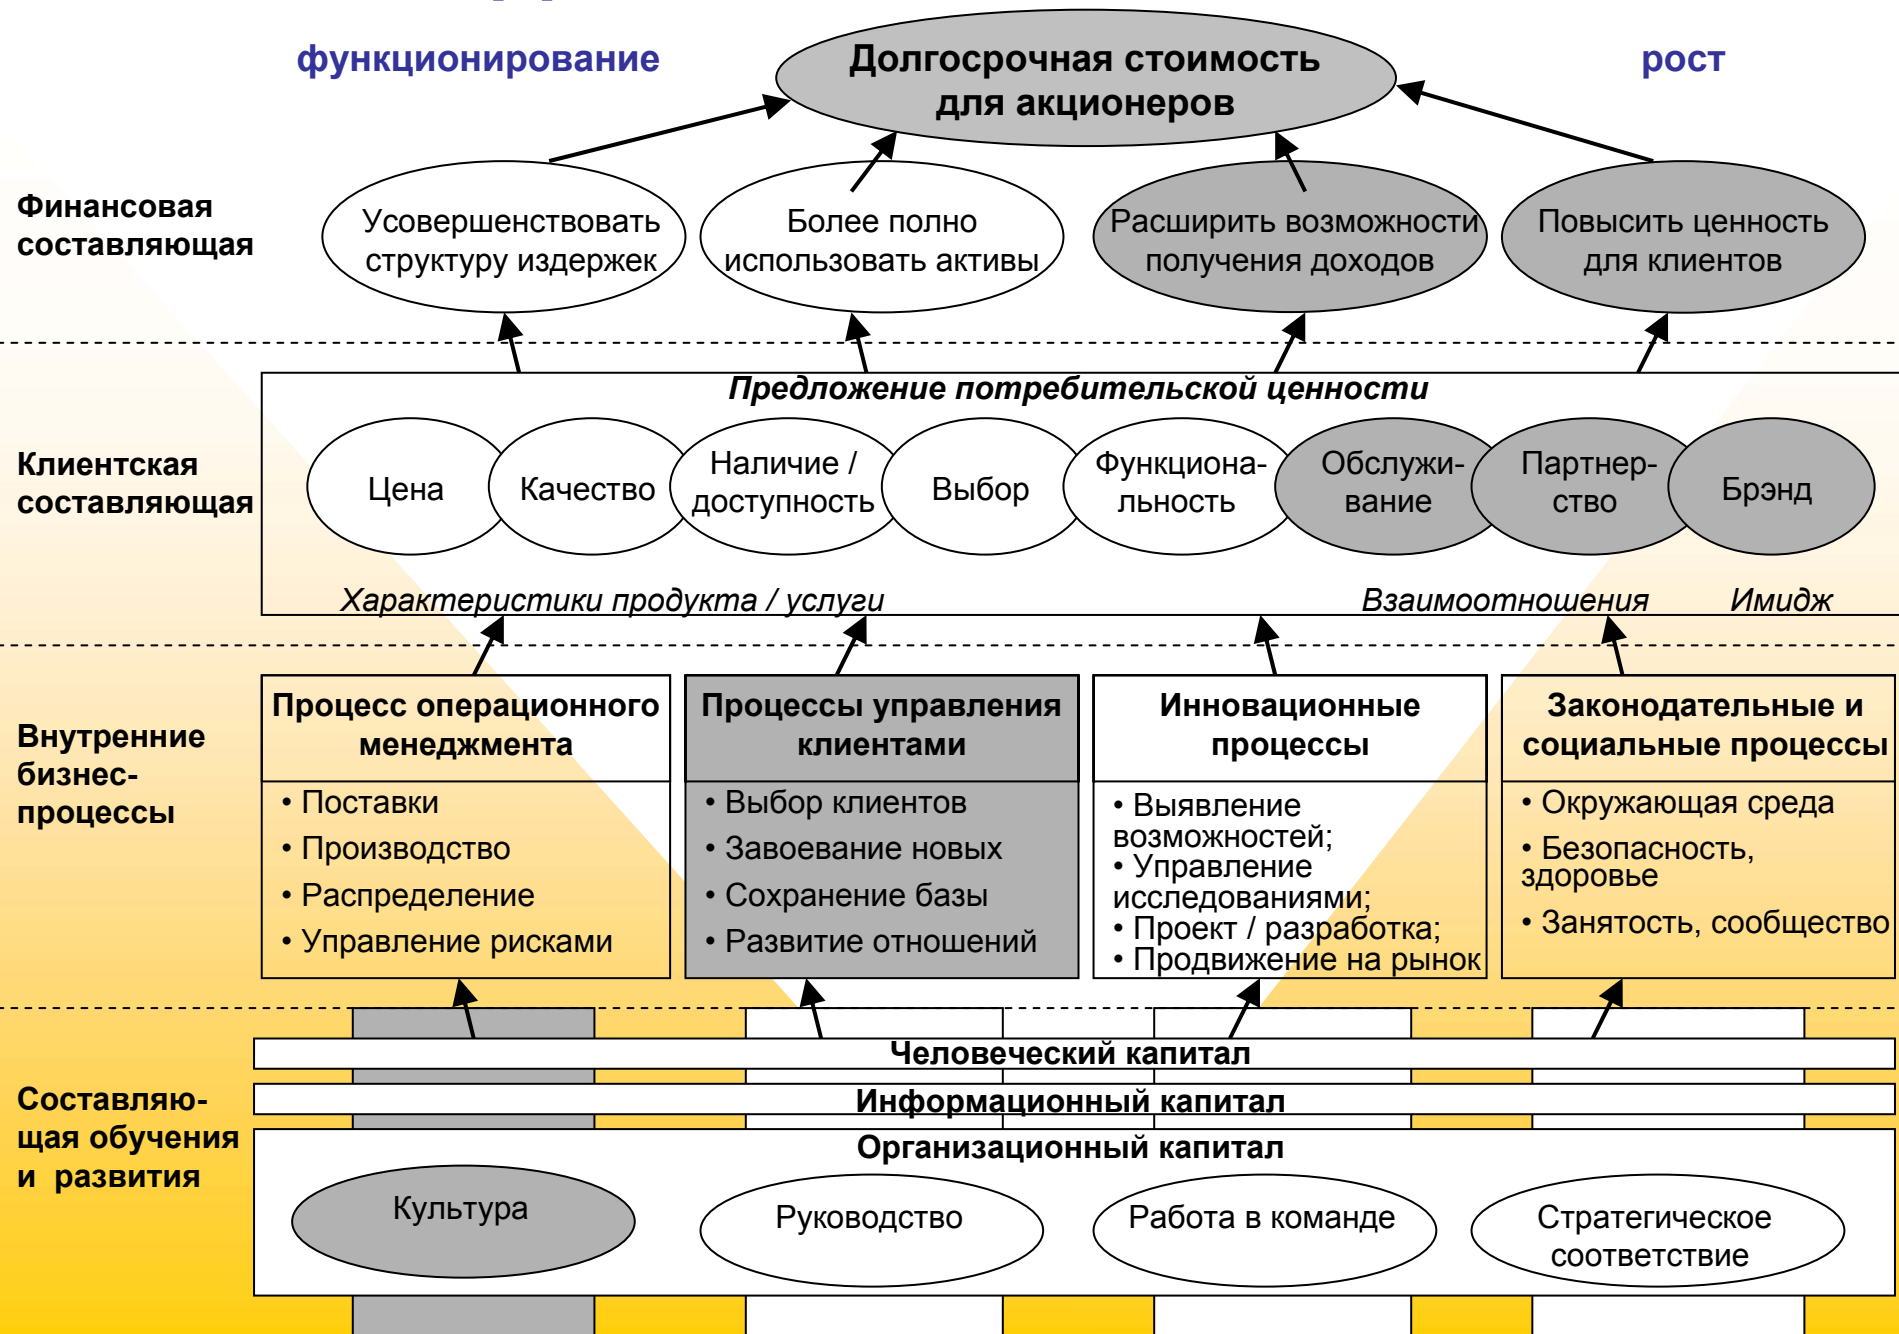 функционирование
Долгосрочная стоимость
для акционеров
рост
Финансовая
составляющая
Усовершенствовать
структуру издержек
Более полно
использовать активы
Расширить возможности
получения доходов
Повысить ценность
для клиентов
Предложение потребительской ценности
Клиентская
составляющая
Цена
Качество
Наличие /
доступность
Выбор
Функциона-
льность
Обслужи-
вание
Партнер-
ство
Брэнд
Характеристики продукта / услуги
Взаимоотношения
Имидж
Внутренние
бизнес-
процессы
Процесс операционного
менеджмента
• Поставки
• Производство
• Распределение
• Управление рисками
Процессы управления
клиентами
• Выбор клиентов
• Завоевание новых
• Сохранение базы
• Развитие отношений
Инновационные
процессы
• Выявление
возможностей;
• Управление
исследованиями;
• Проект / разработка;
• Продвижение на рынок
Законодательные и
социальные процессы
• Окружающая среда
• Безопасность,
здоровье
• Занятость, сообщество
Составляю-
щая обучения
и развития
Человеческий капитал
Информационный капитал
Организационный капитал
Культура
Руководство
Работа в команде
Стратегическое
соответствие